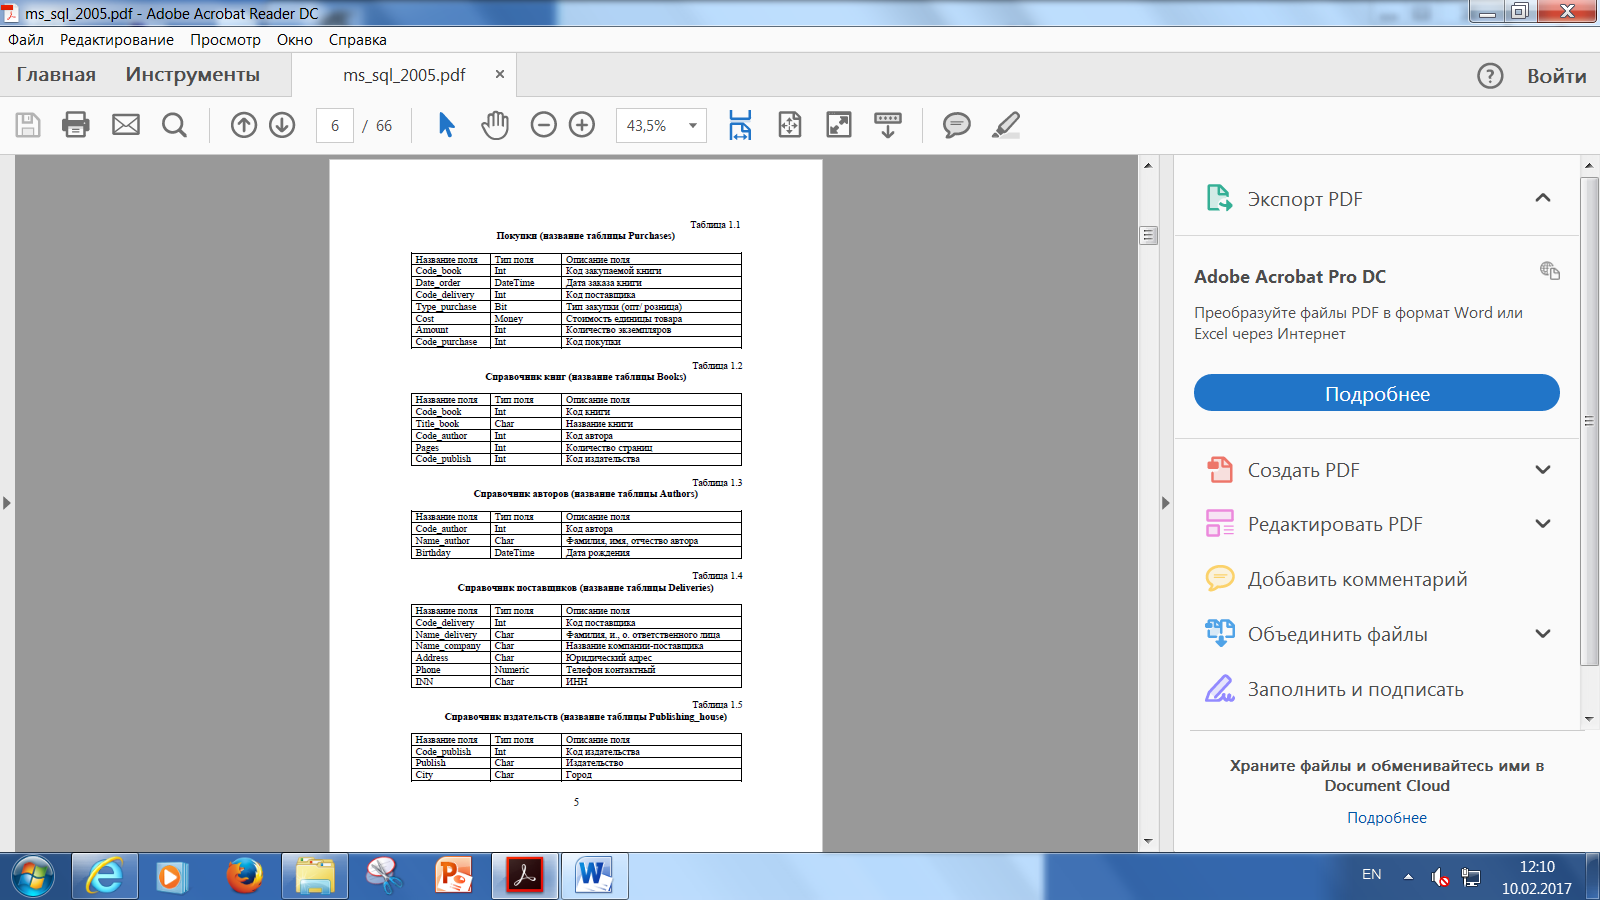 ms_sql_2005.pdf - Adobe Acrobat Reader DC
Файл Редактирование Просмотр Окно Справка
Главная Инструменты ms_sql_2005.pdf × ? Войти
6 / 66 43,5%
Таблица 1.1
Покупки (название таблицы Purchases)
Название поля Тип поля Описание поля
Code_book Int Код закупаемой книги
Date_order DateTime Дата заказа книги
Code_delivery Int Код поставщика
Type_purchase Bit Тип закупки (опт/ розница)
Cost Money Стоимость единицы товара
Amount Int Количество экземпляров
Code_purchase Int Код покупки
Таблица 1.2
Справочник книг (название таблицы Books)
Название поля Тип поля Описание поля
Code_book Int Код книги
Title_book Char Название книги
Code_author Int Код автора
Pages Int Количество страниц
Code_publish Int Код издательства
Таблица 1.3
Справочник авторов (название таблицы Authors)
Название поля Тип поля Описание поля
Code_author Int Код автора
Name_author Char Фамилия, имя, отчество автора
Birthday DateTime Дата рождения
Таблица 1.4
Справочник поставщиков (название таблицы Deliveries)
Название поля Тип поля Описание поля
Code_delivery Int Код поставщика
Name_delivery Char Фамилия, и., о. ответственного лица
Name_company Char Название компании-поставщика
Address Char Юридический адрес
Phone Numeric Телефон контактный
INN Char ИНН
Таблица 1.5
Справочник издательств (название таблицы Publishing_house)
Название поля Тип поля Описание поля
Code_publish Int Код издательства
Publish Char Издательство
City Char Город
5
Экспорт PDF
Adobe Acrobat Pro DC
Преобразуйте файлы PDF в формат Word или
Excel через Интернет
Подробнее
Создать PDF
Редактировать PDF
Добавить комментарий
Объединить файлы
Заполнить и подписать
Храните файлы и обменивайтесь ими в
Document Cloud
Подробнее
EN 12:10
10.02.2017